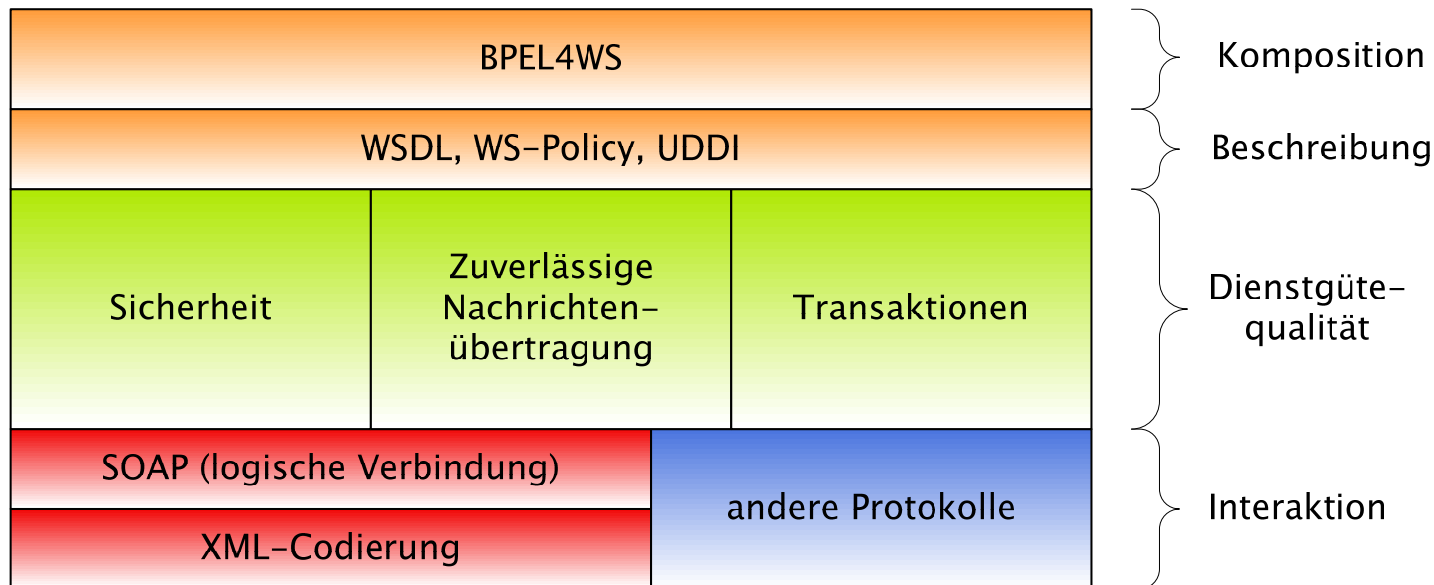 BPEL4WS
Komposition
WSDL, WS-Policy, UDDI
Beschreibung
Sicherheit
Zuverlässige
Nachrichten-
übertragung
Transaktionen
Dienstgüte-
qualität
SOAP (logische Verbindung)
XML-Codierung
andere Protokolle
Interaktion